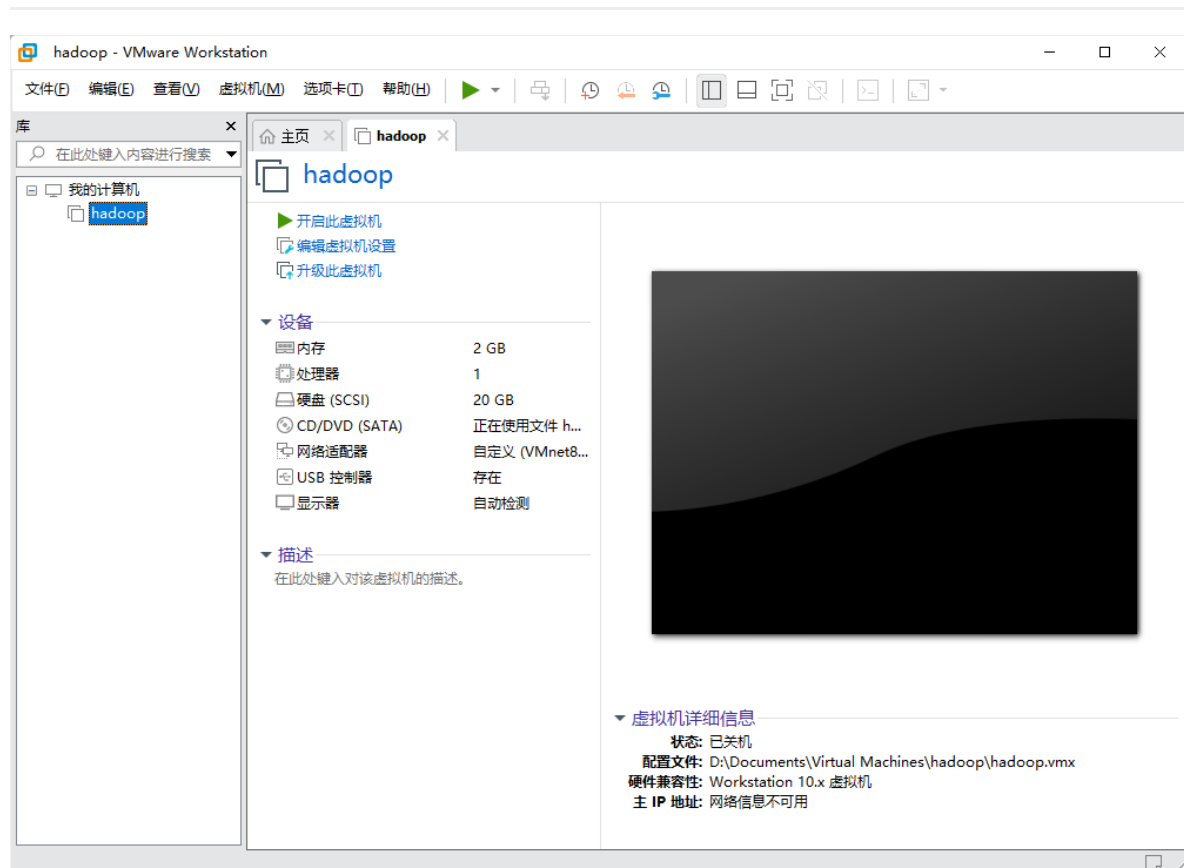 hadoop - VMware Workstation
文件(F) 编辑(E) 查看(V) 虚拟机(M) 选项卡(T) 帮助(H)
库
在此处键入内容进行搜索
我的计算机
hadoop
主页
hadoop
hadoop
开启此虚拟机
编辑虚拟机设置
升级此虚拟机
设备
内存 2 GB
处理器 1
硬盘 (SCSI) 20 GB
CD/DVD (SATA) 正在使用文件 h...
网络适配器 自定义 (VMnet8...
USB 控制器 存在
显示器 自动检测
描述
在此处键入对该虚拟机的描述。
虚拟机详细信息
状态: 已关机
配置文件: D:\Documents\Virtual Machines\hadoop\hadoop.vmx
硬件兼容性: Workstation 10.x 虚拟机
主 IP 地址: 网络信息不可用